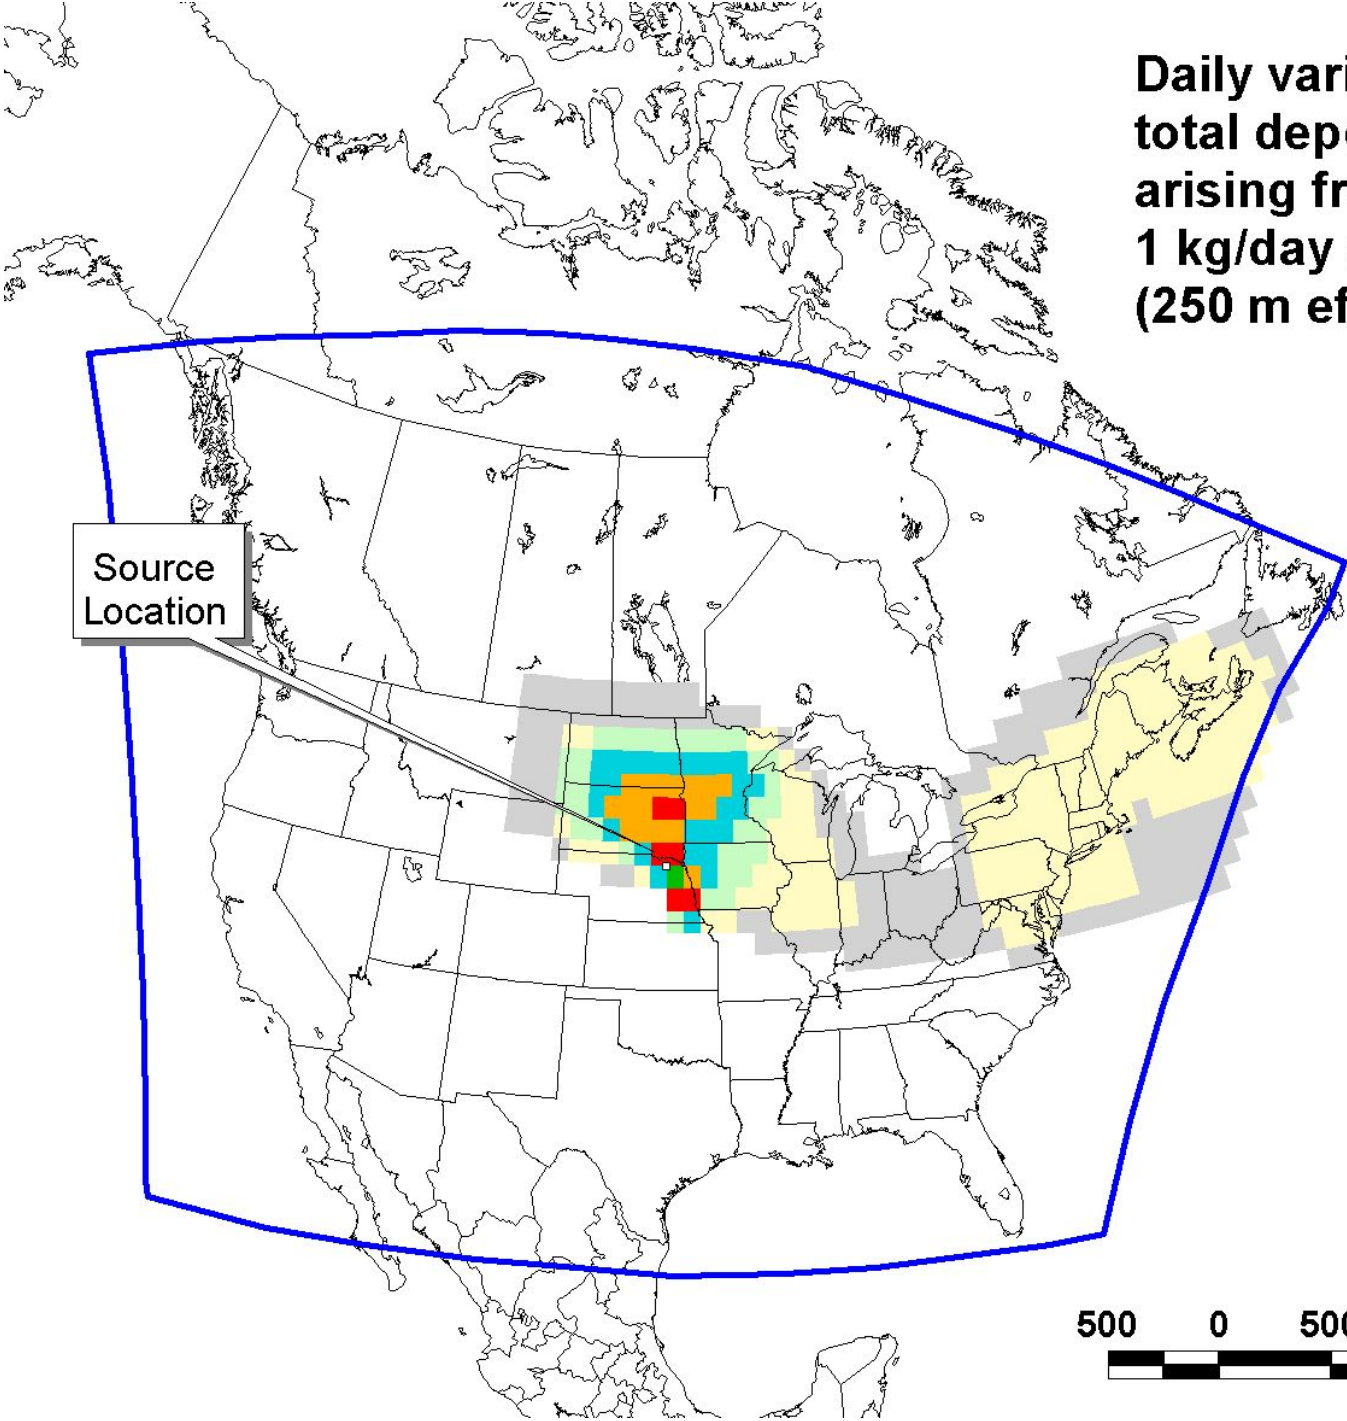 Daily vari
total dep
arising fr
1 kg/day
(250 m ef
Source
Location
500 0 500